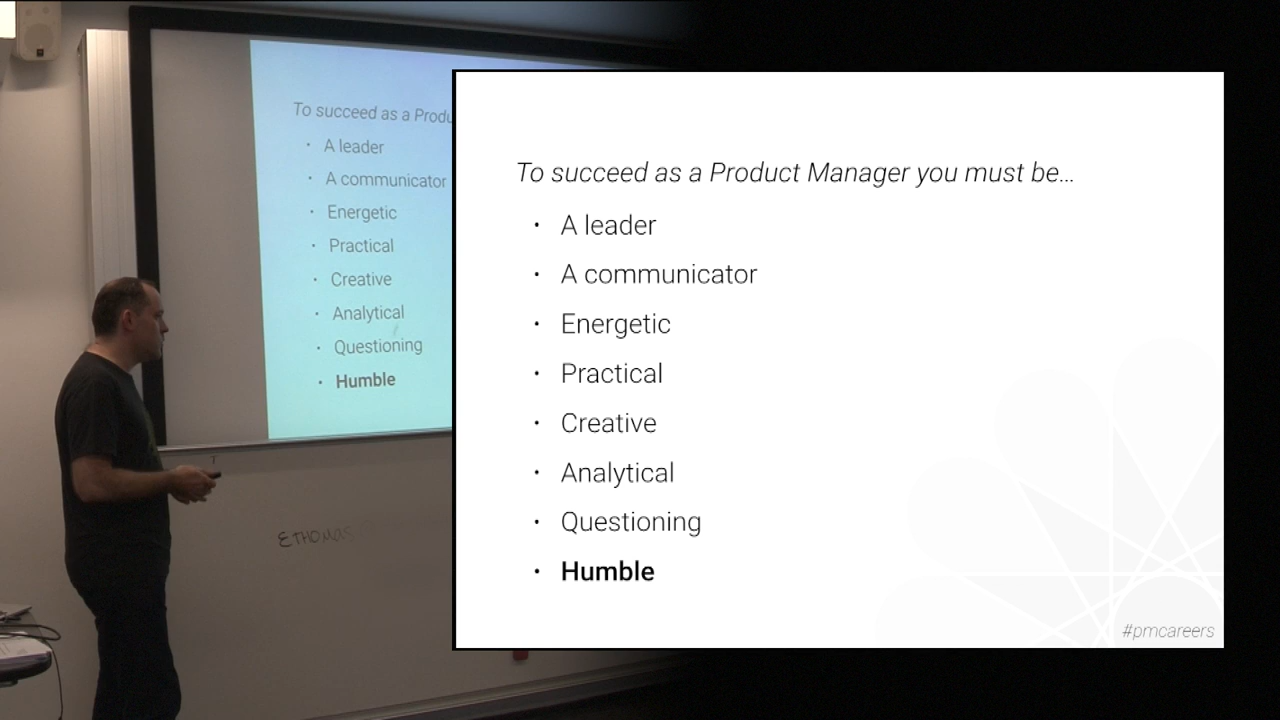 To succeed as a Produ
A leader
A communicator
Energetic
Practical
Creative
Analytical
Questioning
Humble
ETHOMAS
To succeed as a Product Manager you must be...
A leader
A communicator
Energetic
Practical
Creative
Analytical
Questioning
Humble
#pmcareers